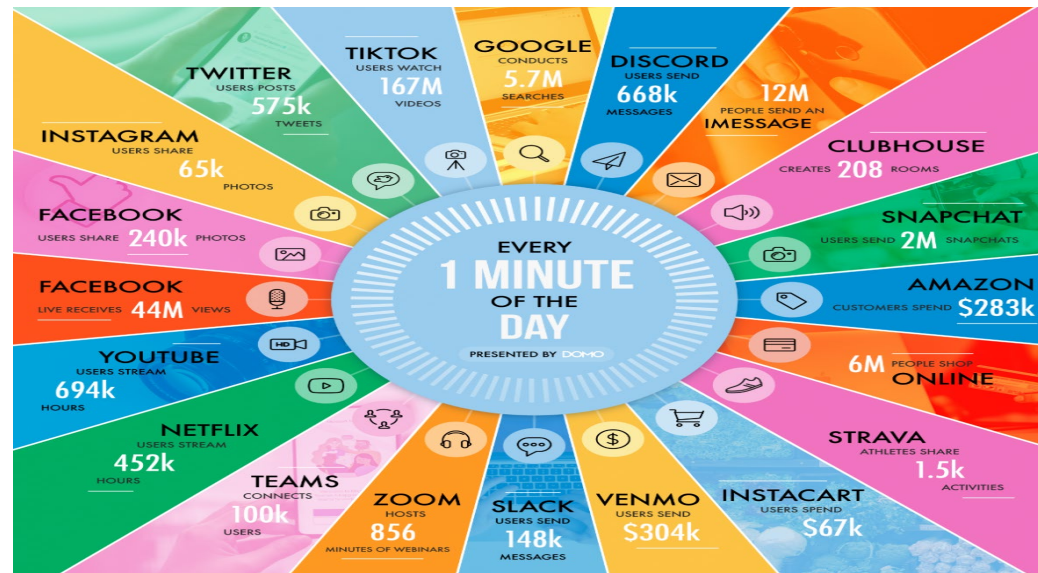 EVERY
1 MINUTE
OF THE
DAY
PRESENTED BY DOMO
GOOGLE
CONDUCTS
5.7M
SEARCHES
DISCORD
USERS SEND
668k
MESSAGES
12M
PEOPLE SEND AN
IMESSAGE
CLUBHOUSE
CREATES 208 ROOMS
SNAPCHAT
USERS SEND 2M SNAPCHATS
AMAZON
CUSTOMERS SPEND $283k
6M PEOPLE SHOP
ONLINE
STRAVA
ATHLETES SHARE
1.5k
ACTIVITIES
INSTACART
USERS SPEND
$67k
VENMO
USERS SEND
$304k
SLACK
USERS SEND
148k
MESSAGES
ZOOM
HOSTS
856
MINUTES OF WEBINARS
TEAMS
CONNECTS
100k
USERS
NETFLIX
USERS STREAM
452k
HOURS
YOUTUBE
USERS STREAM
694k
HOURS
FACEBOOK
LIVE RECEIVES 44M VIEWS
FACEBOOK
USERS SHARE 240k PHOTOS
INSTAGRAM
USERS SHARE
65k
PHOTOS
TWITTER
USERS POSTS
575k
TWEETS
TIKTOK
USERS WATCH
167M
VIDEOS
HD